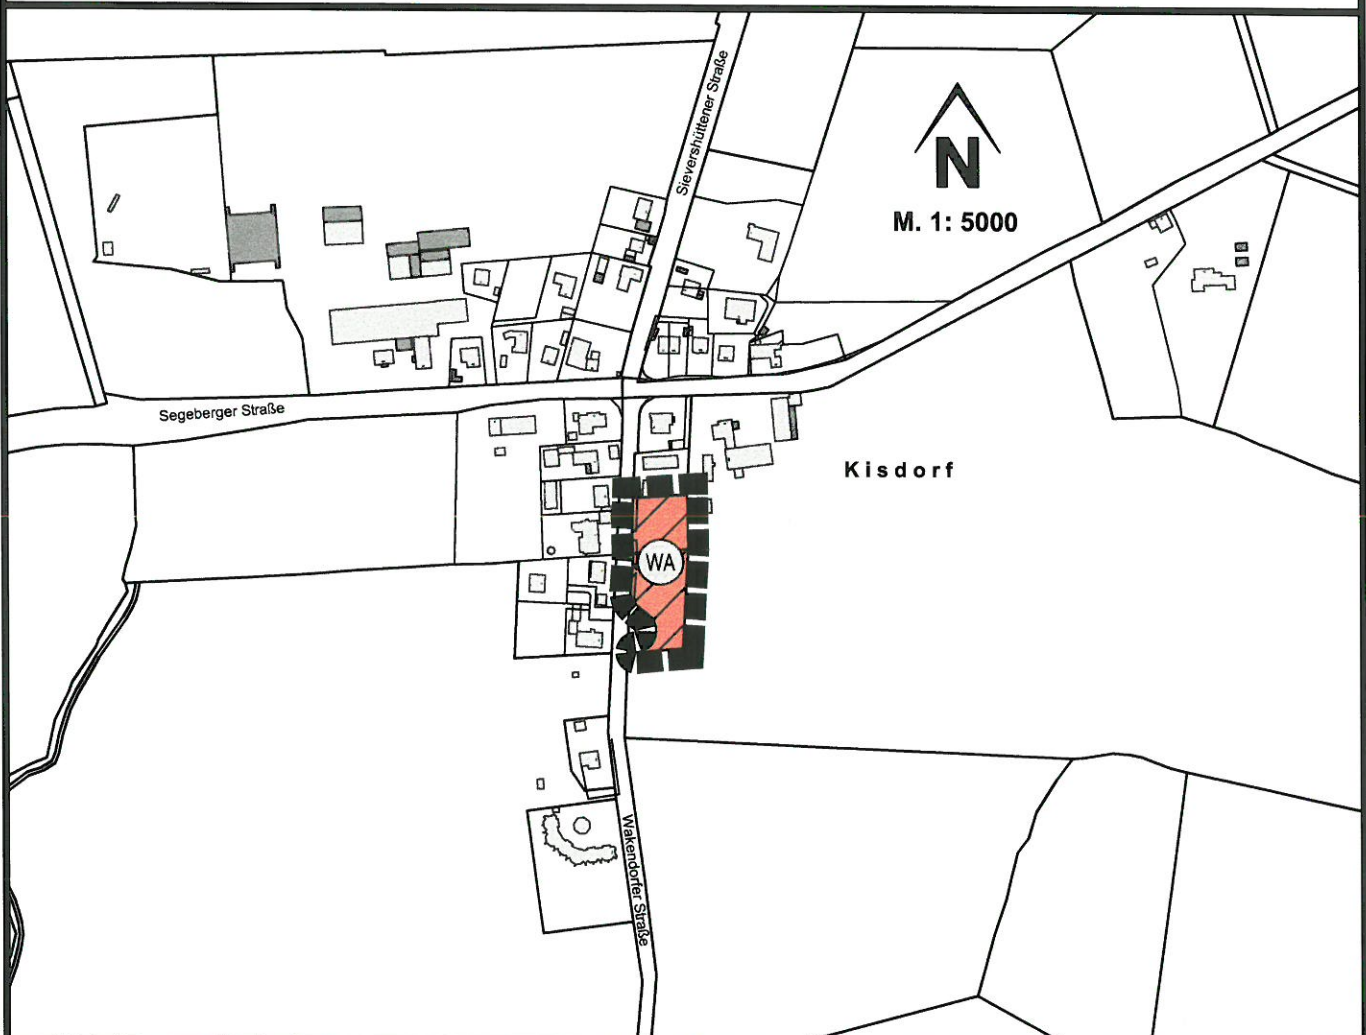 Sievershüttener Straße
N
M. 1: 5000
Segeberger Straße
Kisdorf
WA
Wakendorfer Straße